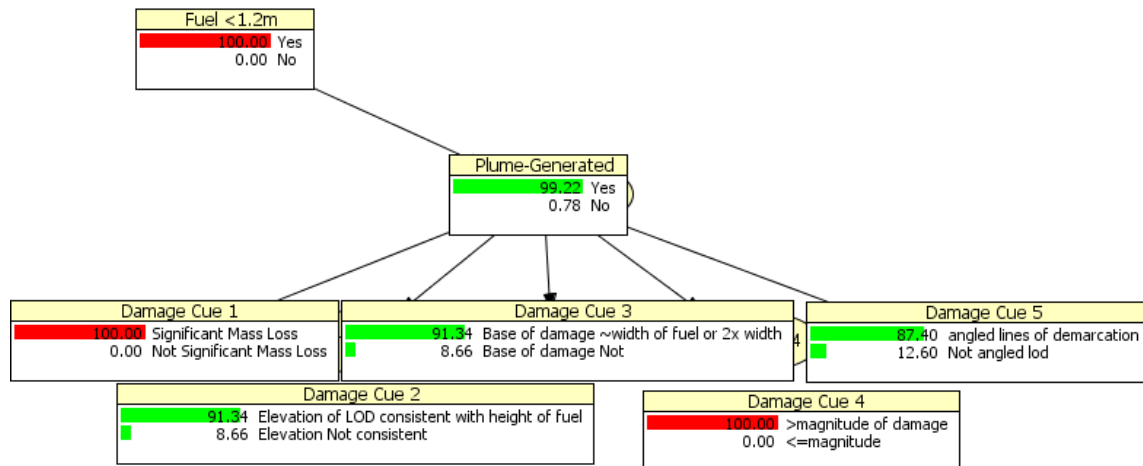 Fuel <1.2m
100.00 Yes
0.00 No
Plume-Generated
99.22 Yes
0.78 No
Damage Cue 1
100.00 Significant Mass Loss
0.00 Not Significant Mass Loss
Damage Cue 3
91.34 Base of damage ~width of fuel or 2x width
8.66 Base of damage Not
4
Damage Cue 5
87.40 angled lines of demarcation
12.60 Not angled lod
Damage Cue 2
91.34 Elevation of LOD consistent with height of fuel
8.66 Elevation Not consistent
Damage Cue 4
100.00 >magnitude of damage
0.00 <=magnitude